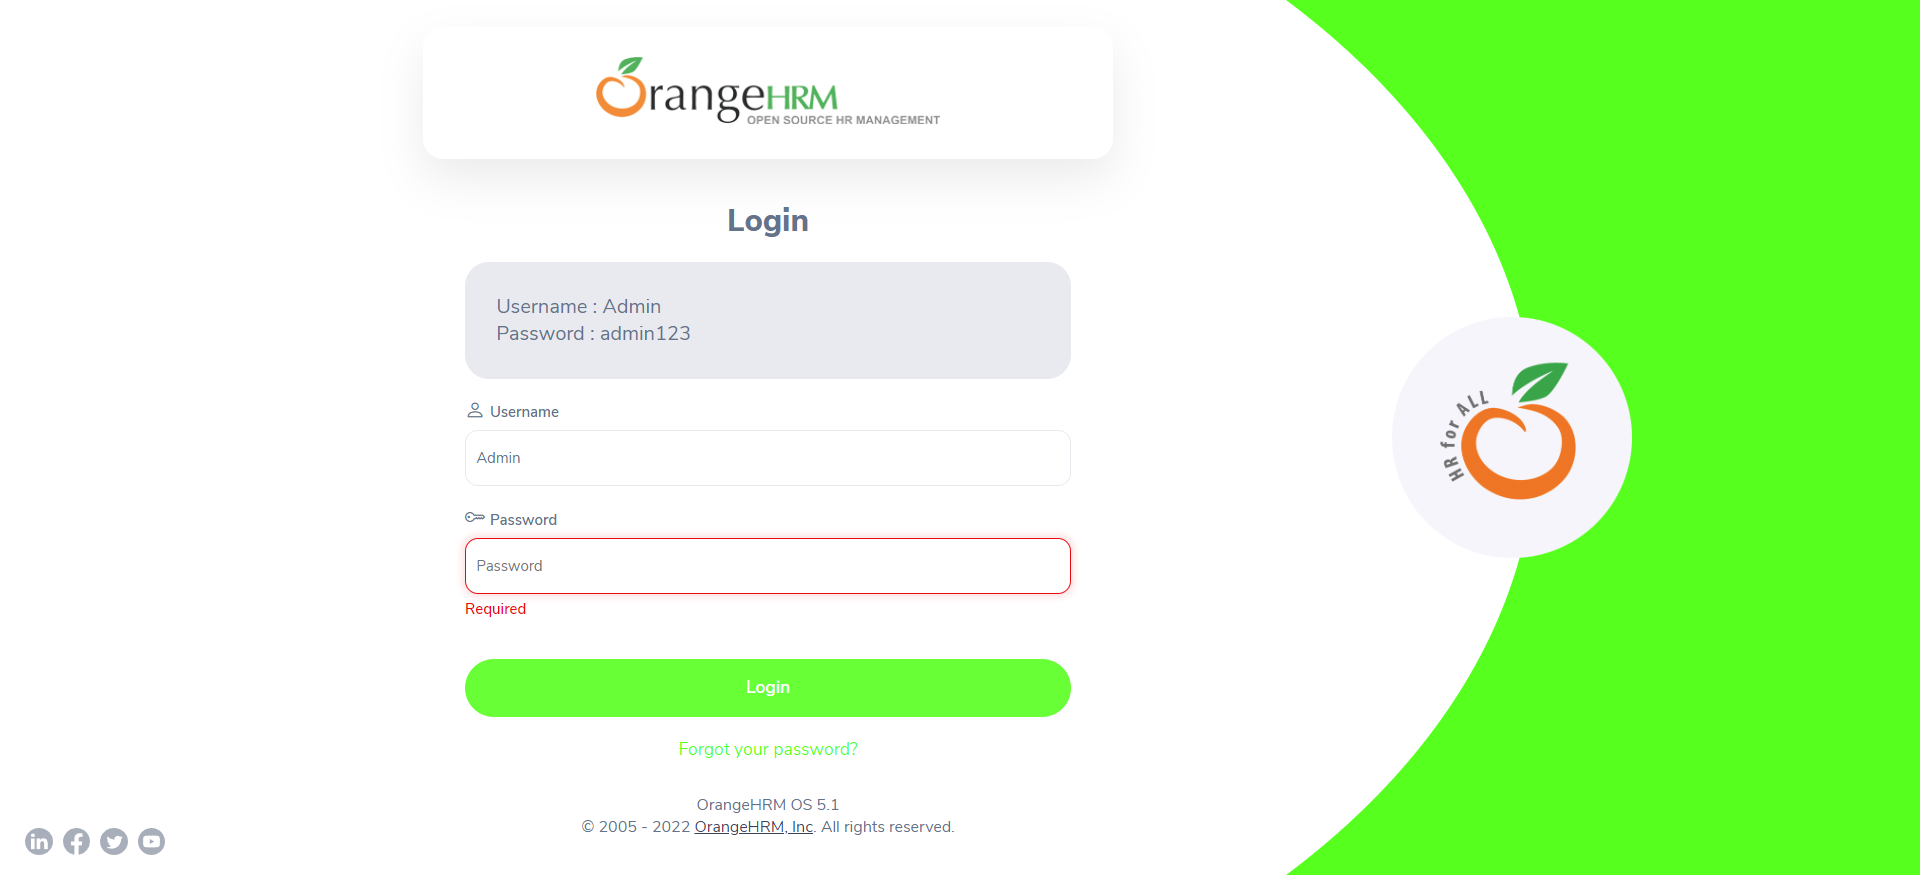 OrangeHRM
OPEN SOURCE HR MANAGEMENT
Login
Username : Admin
Password : admin123
Username
Admin
Password
Password
Required
Login
Forgot your password?
OrangeHRM OS 5.1
© 2005 - 2022 OrangeHRM, Inc. All rights reserved.
HR for ALL